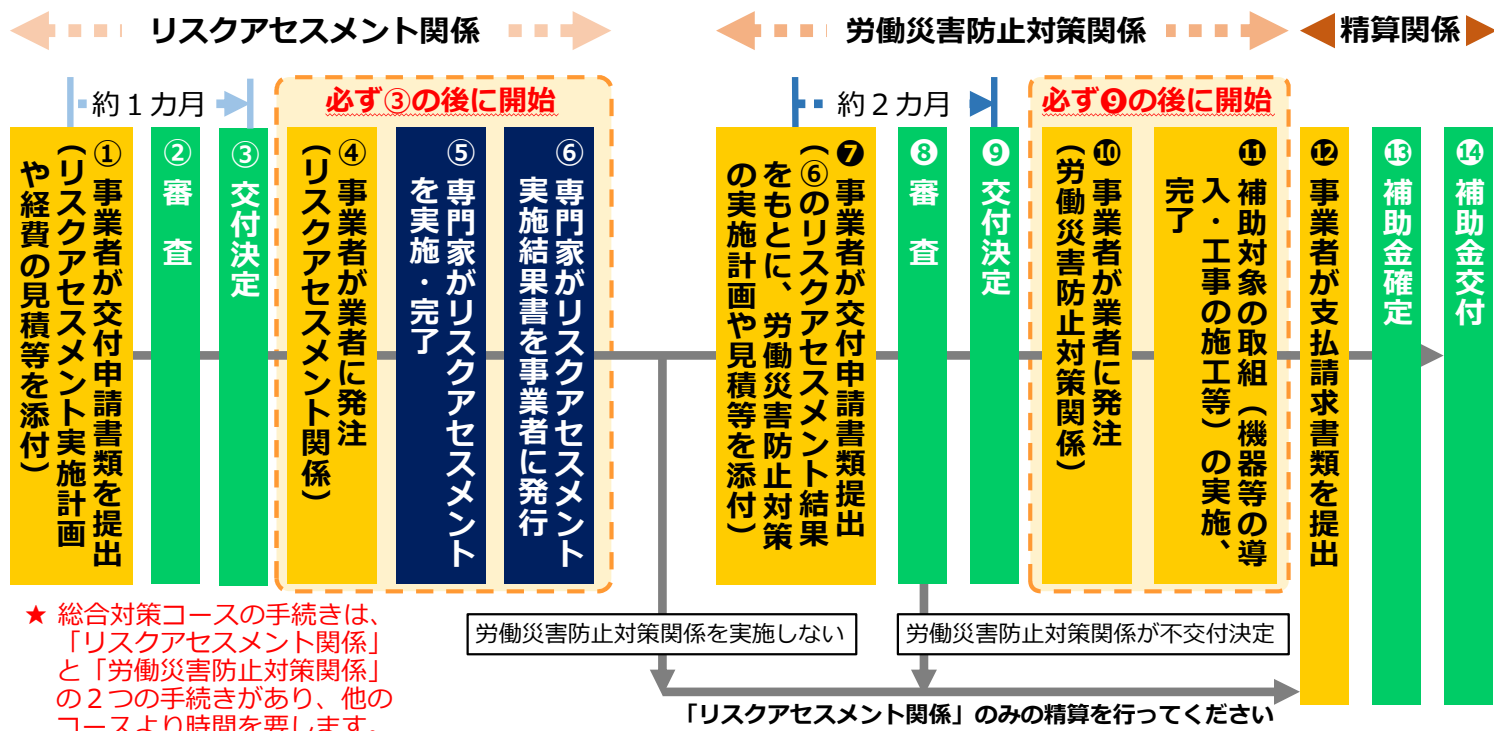 リスクアセスメント関係
労働災害防止対策関係
精算関係
約１カ月
必ず③の後に開始
約２カ月
必ず❾の後に開始
① 事業者が交付申請書類を提出
（リスクアセスメント実施計画
や経費の見積等を添付）
② 審　査
③ 交付決定
④ 事業者が業者に発注
（リスクアセスメント関係）
⑤ 専門家がリスクアセスメント
を実施・完了
⑥ 専門家がリスクアセスメント
実施結果書を事業者に発行
❼ 事業者が交付申請書類提出
（⑥のリスクアセスメント結果
をもとに、労働災害防止対策
の実施計画や見積等を添付）
❽ 審　査
❾ 交付決定
❿ 事業者が業者に発注
（労働災害防止対策関係）
⓫ 補助対象の取組（機器等の導
入・工事の施工等）の実施、
完了
⓬ 事業者が支払請求書類を提出
⓭ 補助金確定
⓮ 補助金交付
★ 総合対策コースの手続きは、
「リスクアセスメント関係」
と「労働災害防止対策関係」
の２つの手続きがあり、他の
コースより時間を要します。
労働災害防止対策関係を実施しない
労働災害防止対策関係が不交付決定
「リスクアセスメント関係」のみの精算を行ってください